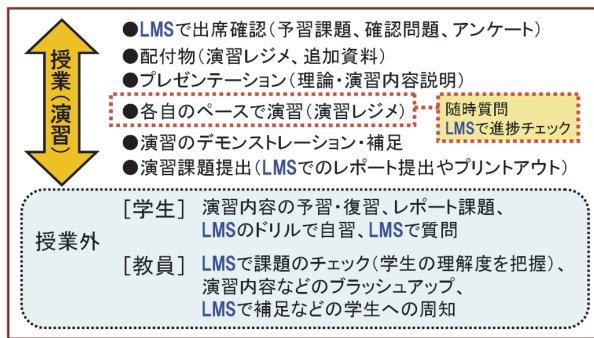 授業(演習)
●LMSで出席確認(予習課題、確認問題、アンケート)
●配付物(演習レジメ、追加資料)
●プレゼンテーション(理論・演習内容説明)
●各自のペースで演習(演習レジメ)
随時質問
LMSで進捗チェック
●演習のデモンストレーション・補足
●演習課題提出(LMSでのレポート提出やプリントアウト)
授業外
[学生] 演習内容の予習・復習、レポート課題、
LMSのドリルで自習、LMSで質問
[教員] LMSで課題のチェック(学生の理解度を把握)、
演習内容などのブラッシュアップ、
LMSで補足などの学生への周知